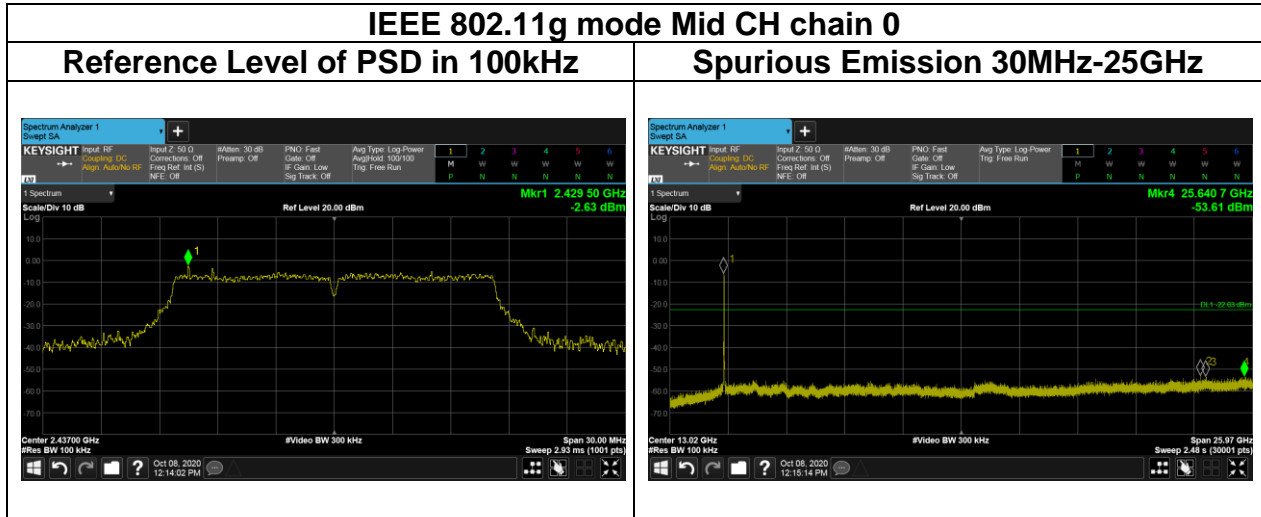 IEEE 802.11g mode Mid CH chain 0
Reference Level of PSD in 100kHz
Spurious Emission 30MHz-25GHz
Spectrum Analyzer 1
Swept SA
+
KEYSIGHT
Input: RF
Coupling: DC
Align: Auto/No RF
Input Z: 50 Ω
Corrections: Off
Freq Ref: Int (S)
NFE: Off
#Atten: 30 dB
Preamp: Off
PNO: Fast
Gate: Off
IF Gain: Low
Sig Track: Off
Avg Type: Log-Power
Avg|Hold: 100/100
Trig: Free Run
1 2 3 4 5 6
M W W W W W
P N N N N N
LXI
1 Spectrum
Mkr1 2.429 50 GHz
Scale/Div 10 dB
Ref Level 20.00 dBm
-2.63 dBm
Log
1
10.0
0.00
-10.0
-20.0
-30.0
-40.0
-50.0
-60.0
-70.0
Center 2.43700 GHz
#Video BW 300 kHz
Span 30.00 MHz
#Res BW 100 kHz
Sweep 2.93 ms (1001 pts)
?
Oct 08, 2020
12:14:02 PM
Spectrum Analyzer 1
Swept SA
+
KEYSIGHT
Input: RF
Coupling: DC
Align: Auto/No RF
Input Z: 50 Ω
Corrections: Off
Freq Ref: Int (S)
NFE: Off
#Atten: 30 dB
Preamp: Off
PNO: Fast
Gate: Off
IF Gain: Low
Sig Track: Off
Avg Type: Log-Power
Trig: Free Run
1 2 3 4 5 6
M W W W W W
P N N N N N
LXI
1 Spectrum
Mkr4 25.640 7 GHz
Scale/Div 10 dB
Ref Level 20.00 dBm
-53.61 dBm
Log
10.0
0.00
1
-10.0
-20.0
DL1 -22.63 dBm
-30.0
-40.0
2 3 4
-50.0
-60.0
-70.0
Center 13.02 GHz
#Video BW 300 kHz
Span 25.97 GHz
#Res BW 100 kHz
Sweep 2.48 s (30001 pts)
?
Oct 08, 2020
12:15:14 PM